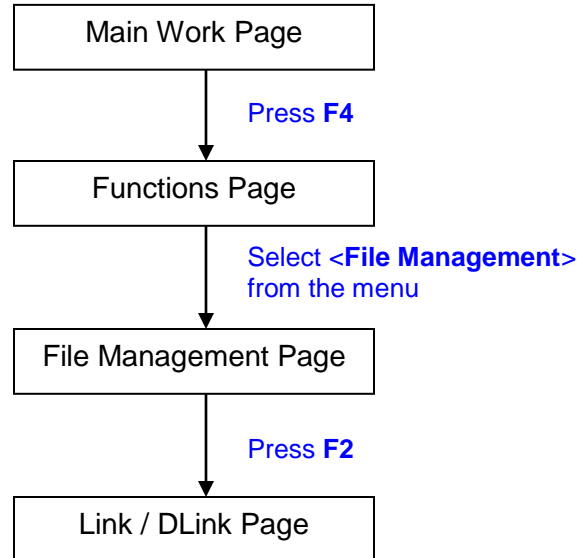 Main Work Page
Press F4
Functions Page
Select <File Management>
from the menu
File Management Page
Press F2
Link / DLink Page